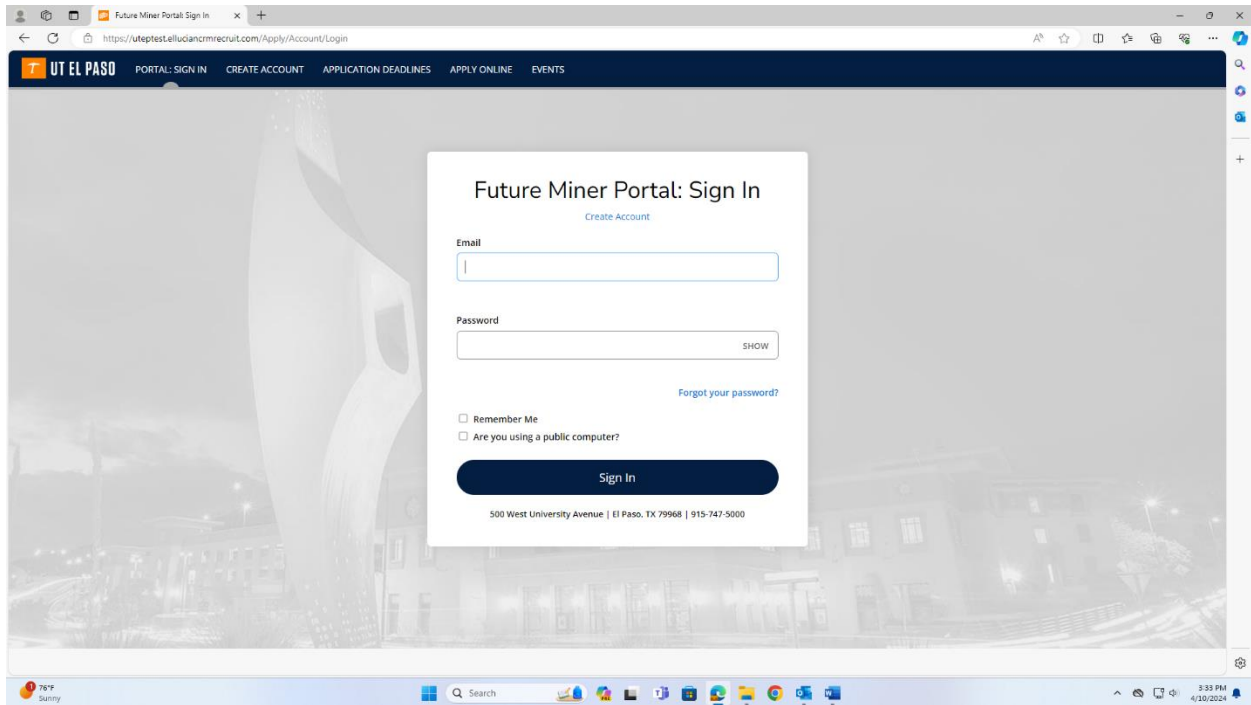 Future Miner Portal: Sign In
https://uteptest.elluciancrmrecruit.com/Apply/Account/Login
T UT EL PASO PORTAL: SIGN IN CREATE ACCOUNT APPLICATION DEADLINES APPLY ONLINE EVENTS
Future Miner Portal: Sign In
Create Account
Email
Password
SHOW
Forgot your password?
Remember Me
Are you using a public computer?
Sign In
500 West University Avenue | El Paso, TX 79968 | 915-747-5000
1 76°F
Sunny
Search
3:33 PM
4/10/2024